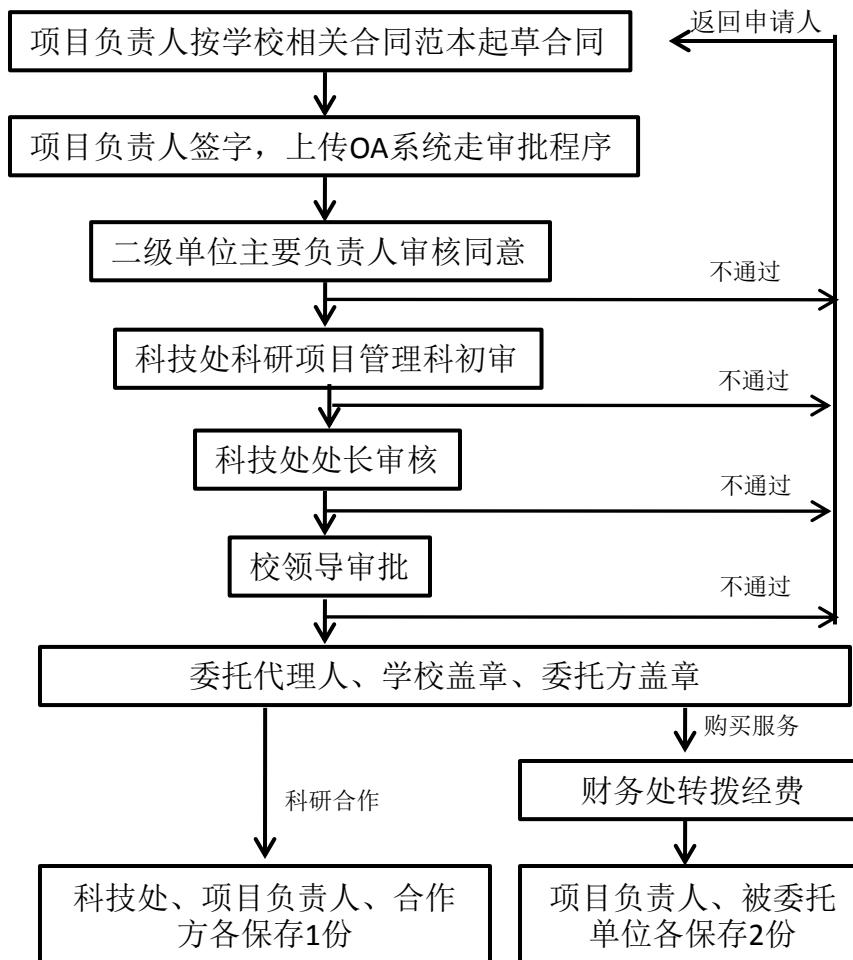 返回申请人
项目负责人按学校相关合同范本起草合同
项目负责人签字，上传OA系统走审批程序
二级单位主要负责人审核同意
不通过
科技处科研项目管理科初审
不通过
科技处处长审核
不通过
校领导审批
不通过
委托代理人、学校盖章、委托方盖章
购买服务
财务处转拨经费
科研合作
科技处、项目负责人、合作
方各保存1份
项目负责人、被委托
单位各保存2份